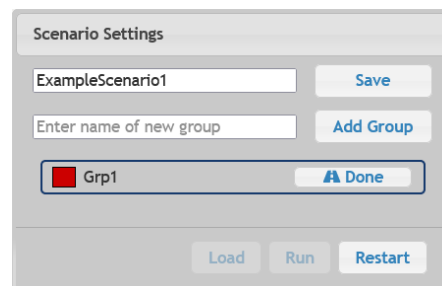 Scenario Settings
ExampleScenario1 Save
Enter name of new group Add Group
Grp1 Done
Load Run Restart